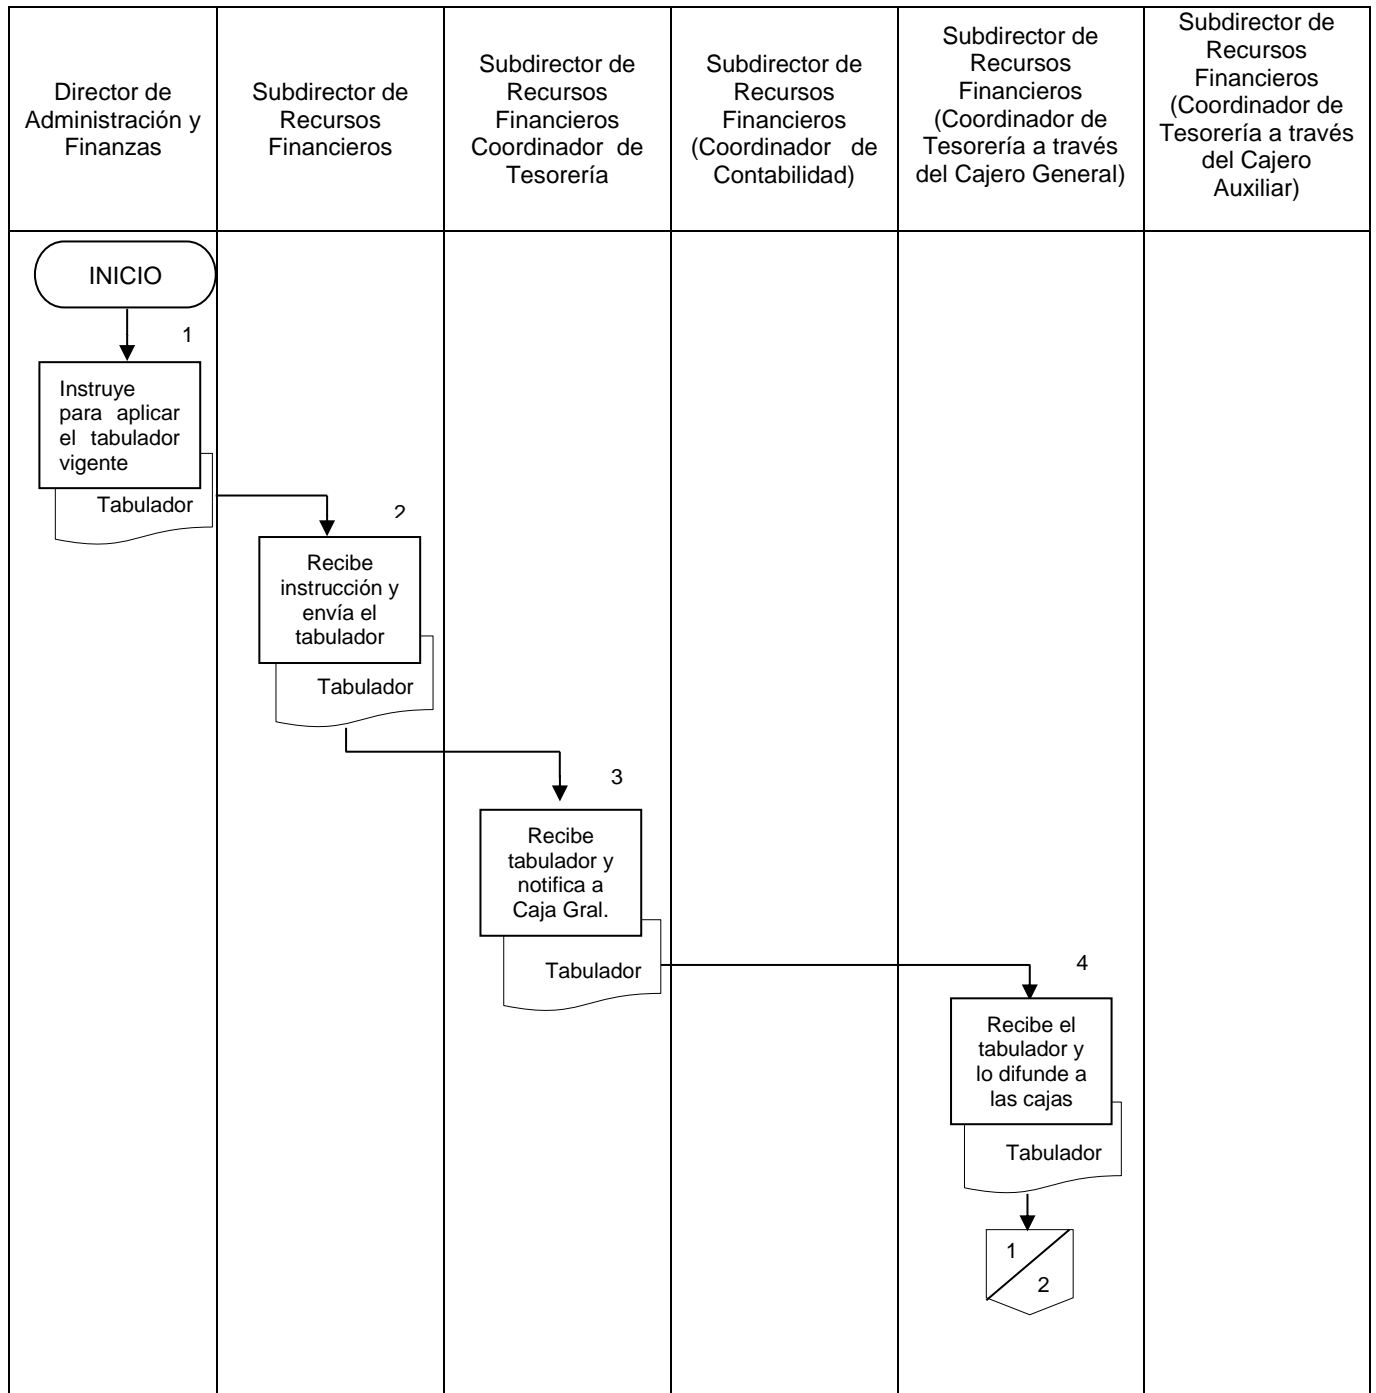 Director de
Administración y
Finanzas
Subdirector de
Recursos
Financieros
Subdirector de
Recursos
Financieros
Coordinador de
Tesorería
Subdirector de
Recursos
Financieros
(Coordinador de
Contabilidad)
Subdirector de
Recursos
Financieros
(Coordinador de
Tesorería a través
del Cajero General)
Subdirector de
Recursos
Financieros
(Coordinador de
Tesorería a través
del Cajero
Auxiliar)
INICIO
1
Instruye
para aplicar
el tabulador
vigente
Tabulador
2
Recibe
instrucción y
envía el
tabulador
Tabulador
3
Recibe
tabulador y
notifica a
Caja Gral.
Tabulador
4
Recibe el
tabulador y
lo difunde a
las cajas
Tabulador
1
2